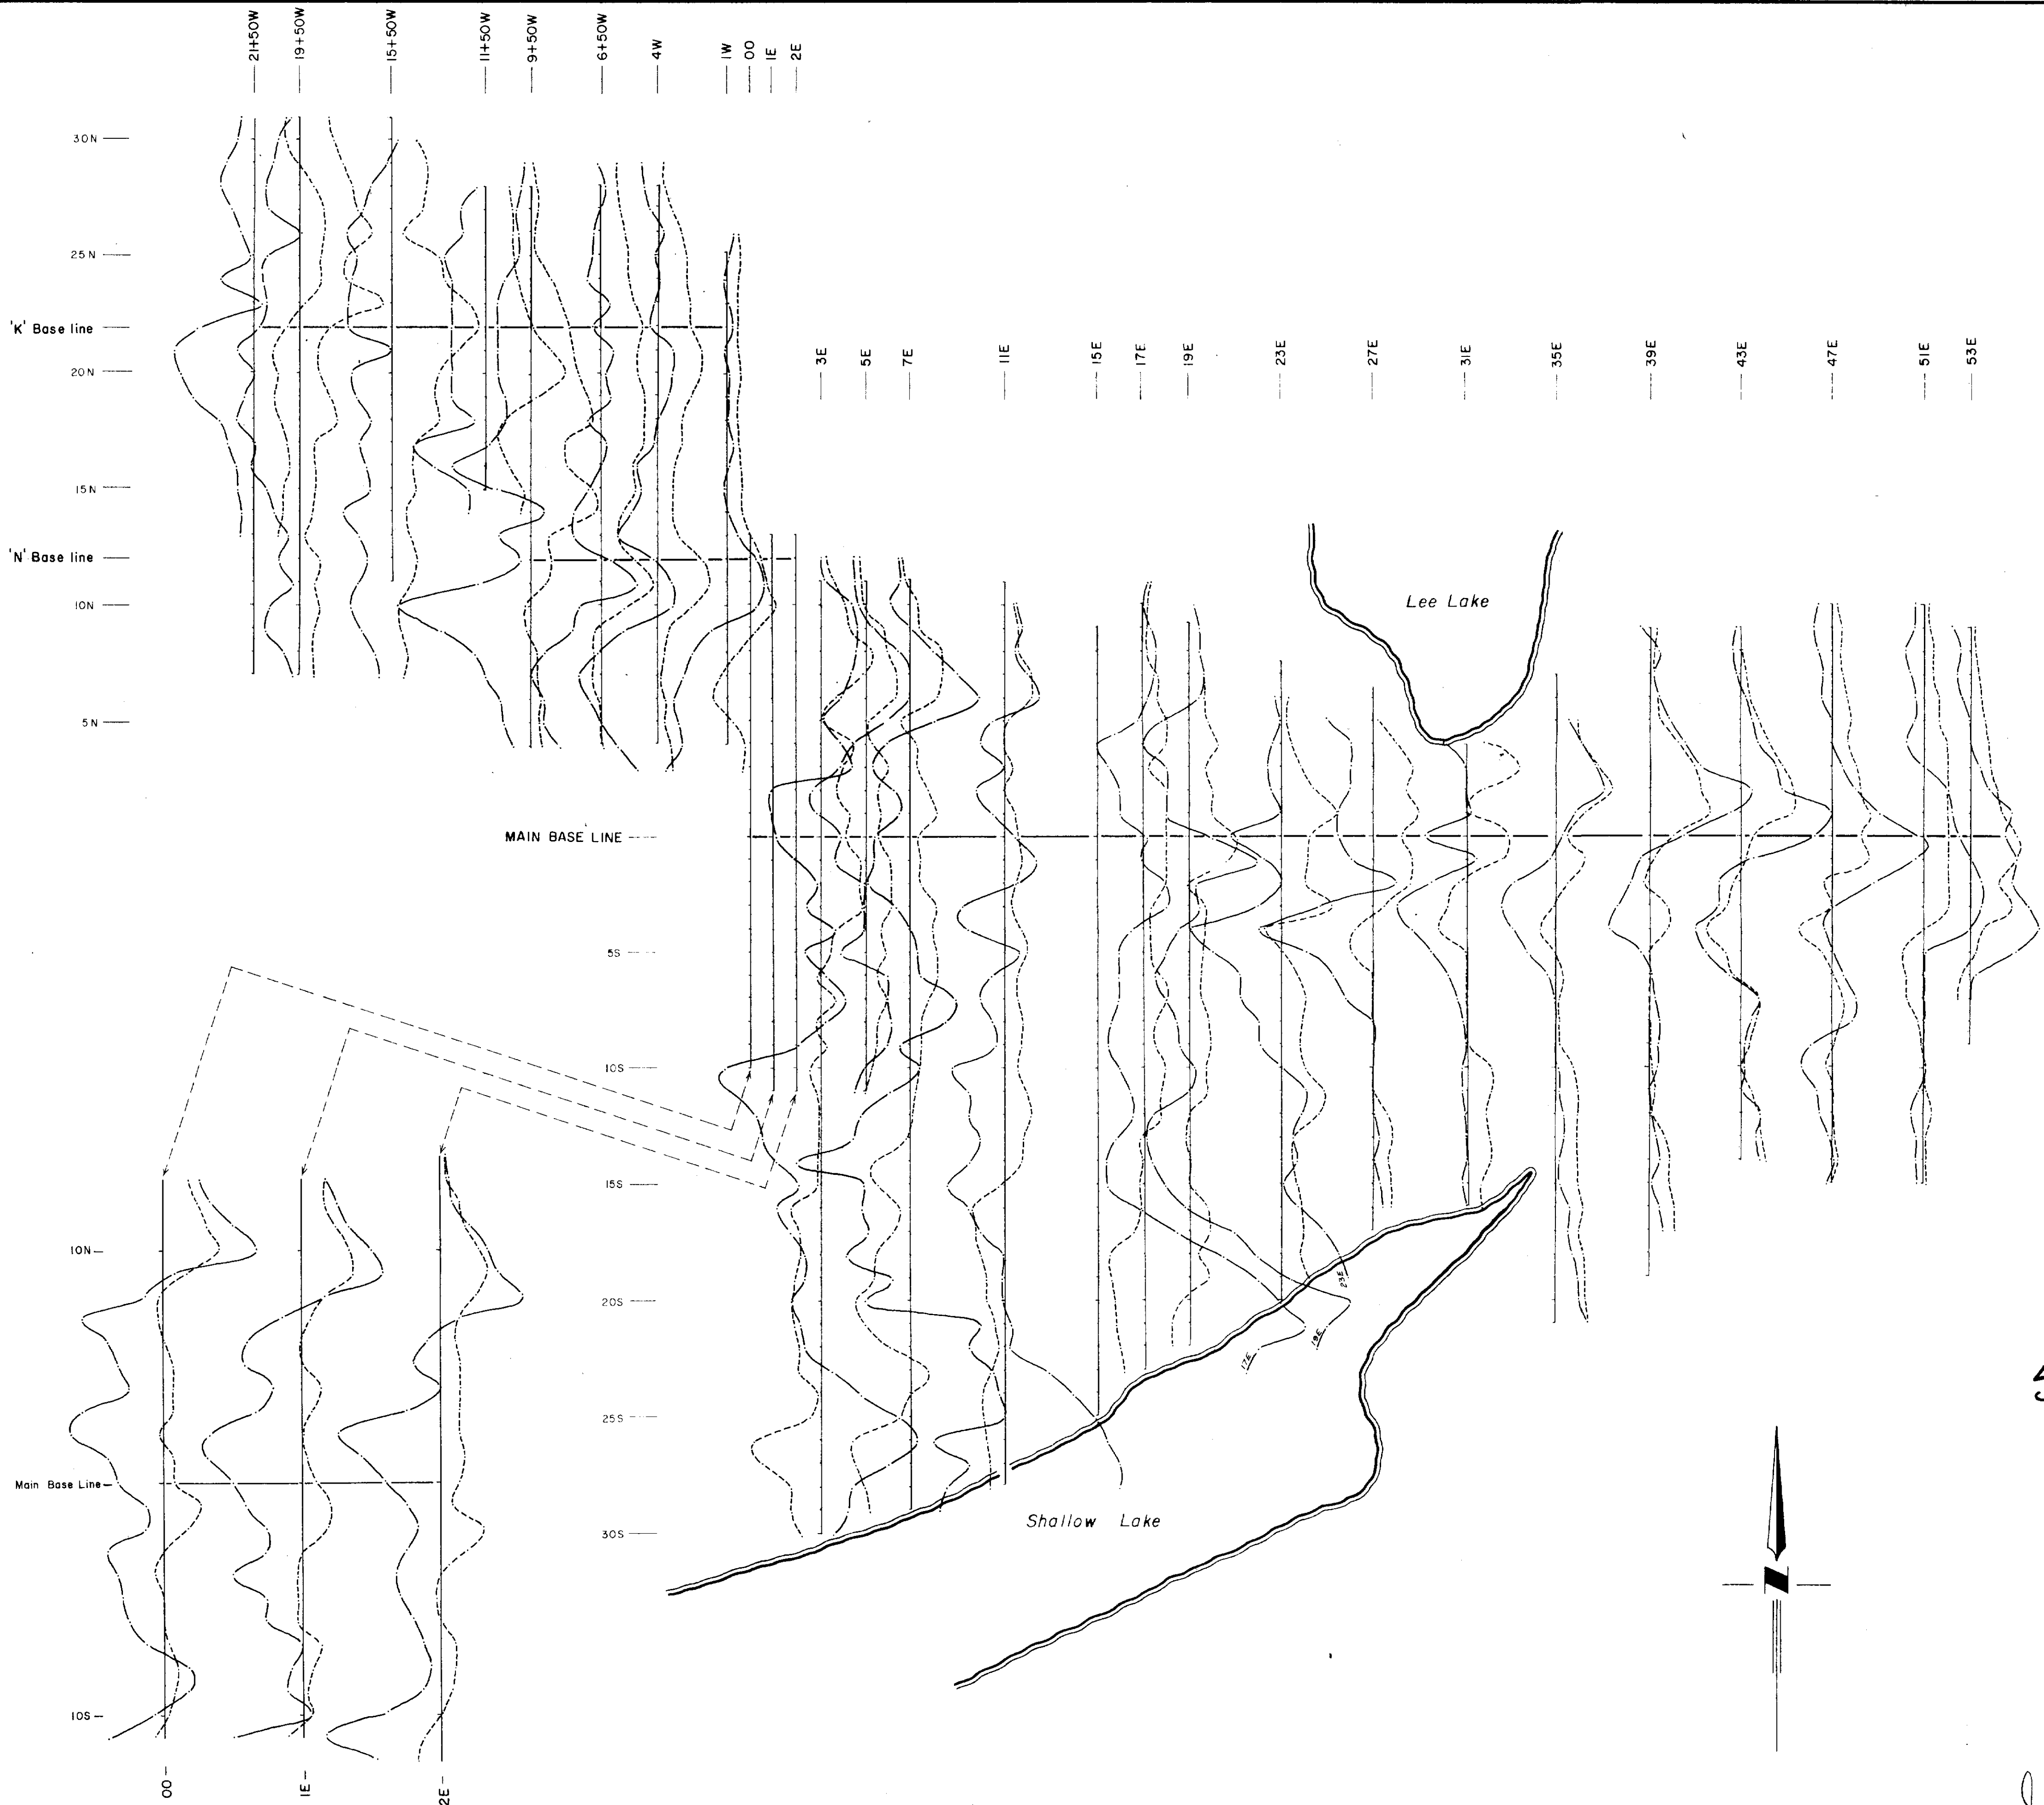 21+50W
19+50W
15+50W
11+50W
9+50W
6+50W
4W
1W
00
1E
2E
30N
25N
'K' Base line
20N
15N
'N' Base line
10N
5N
3E
5E
7E
11E
15E
17E
19E
23E
27E
31E
35E
39E
43E
47E
51E
53E
Lee Lake
MAIN BASE LINE
5S
10S
15S
20S
25S
30S
23E
19E
17E
Shallow Lake
10N
Main Base Line
10S
00
1E
2E
N